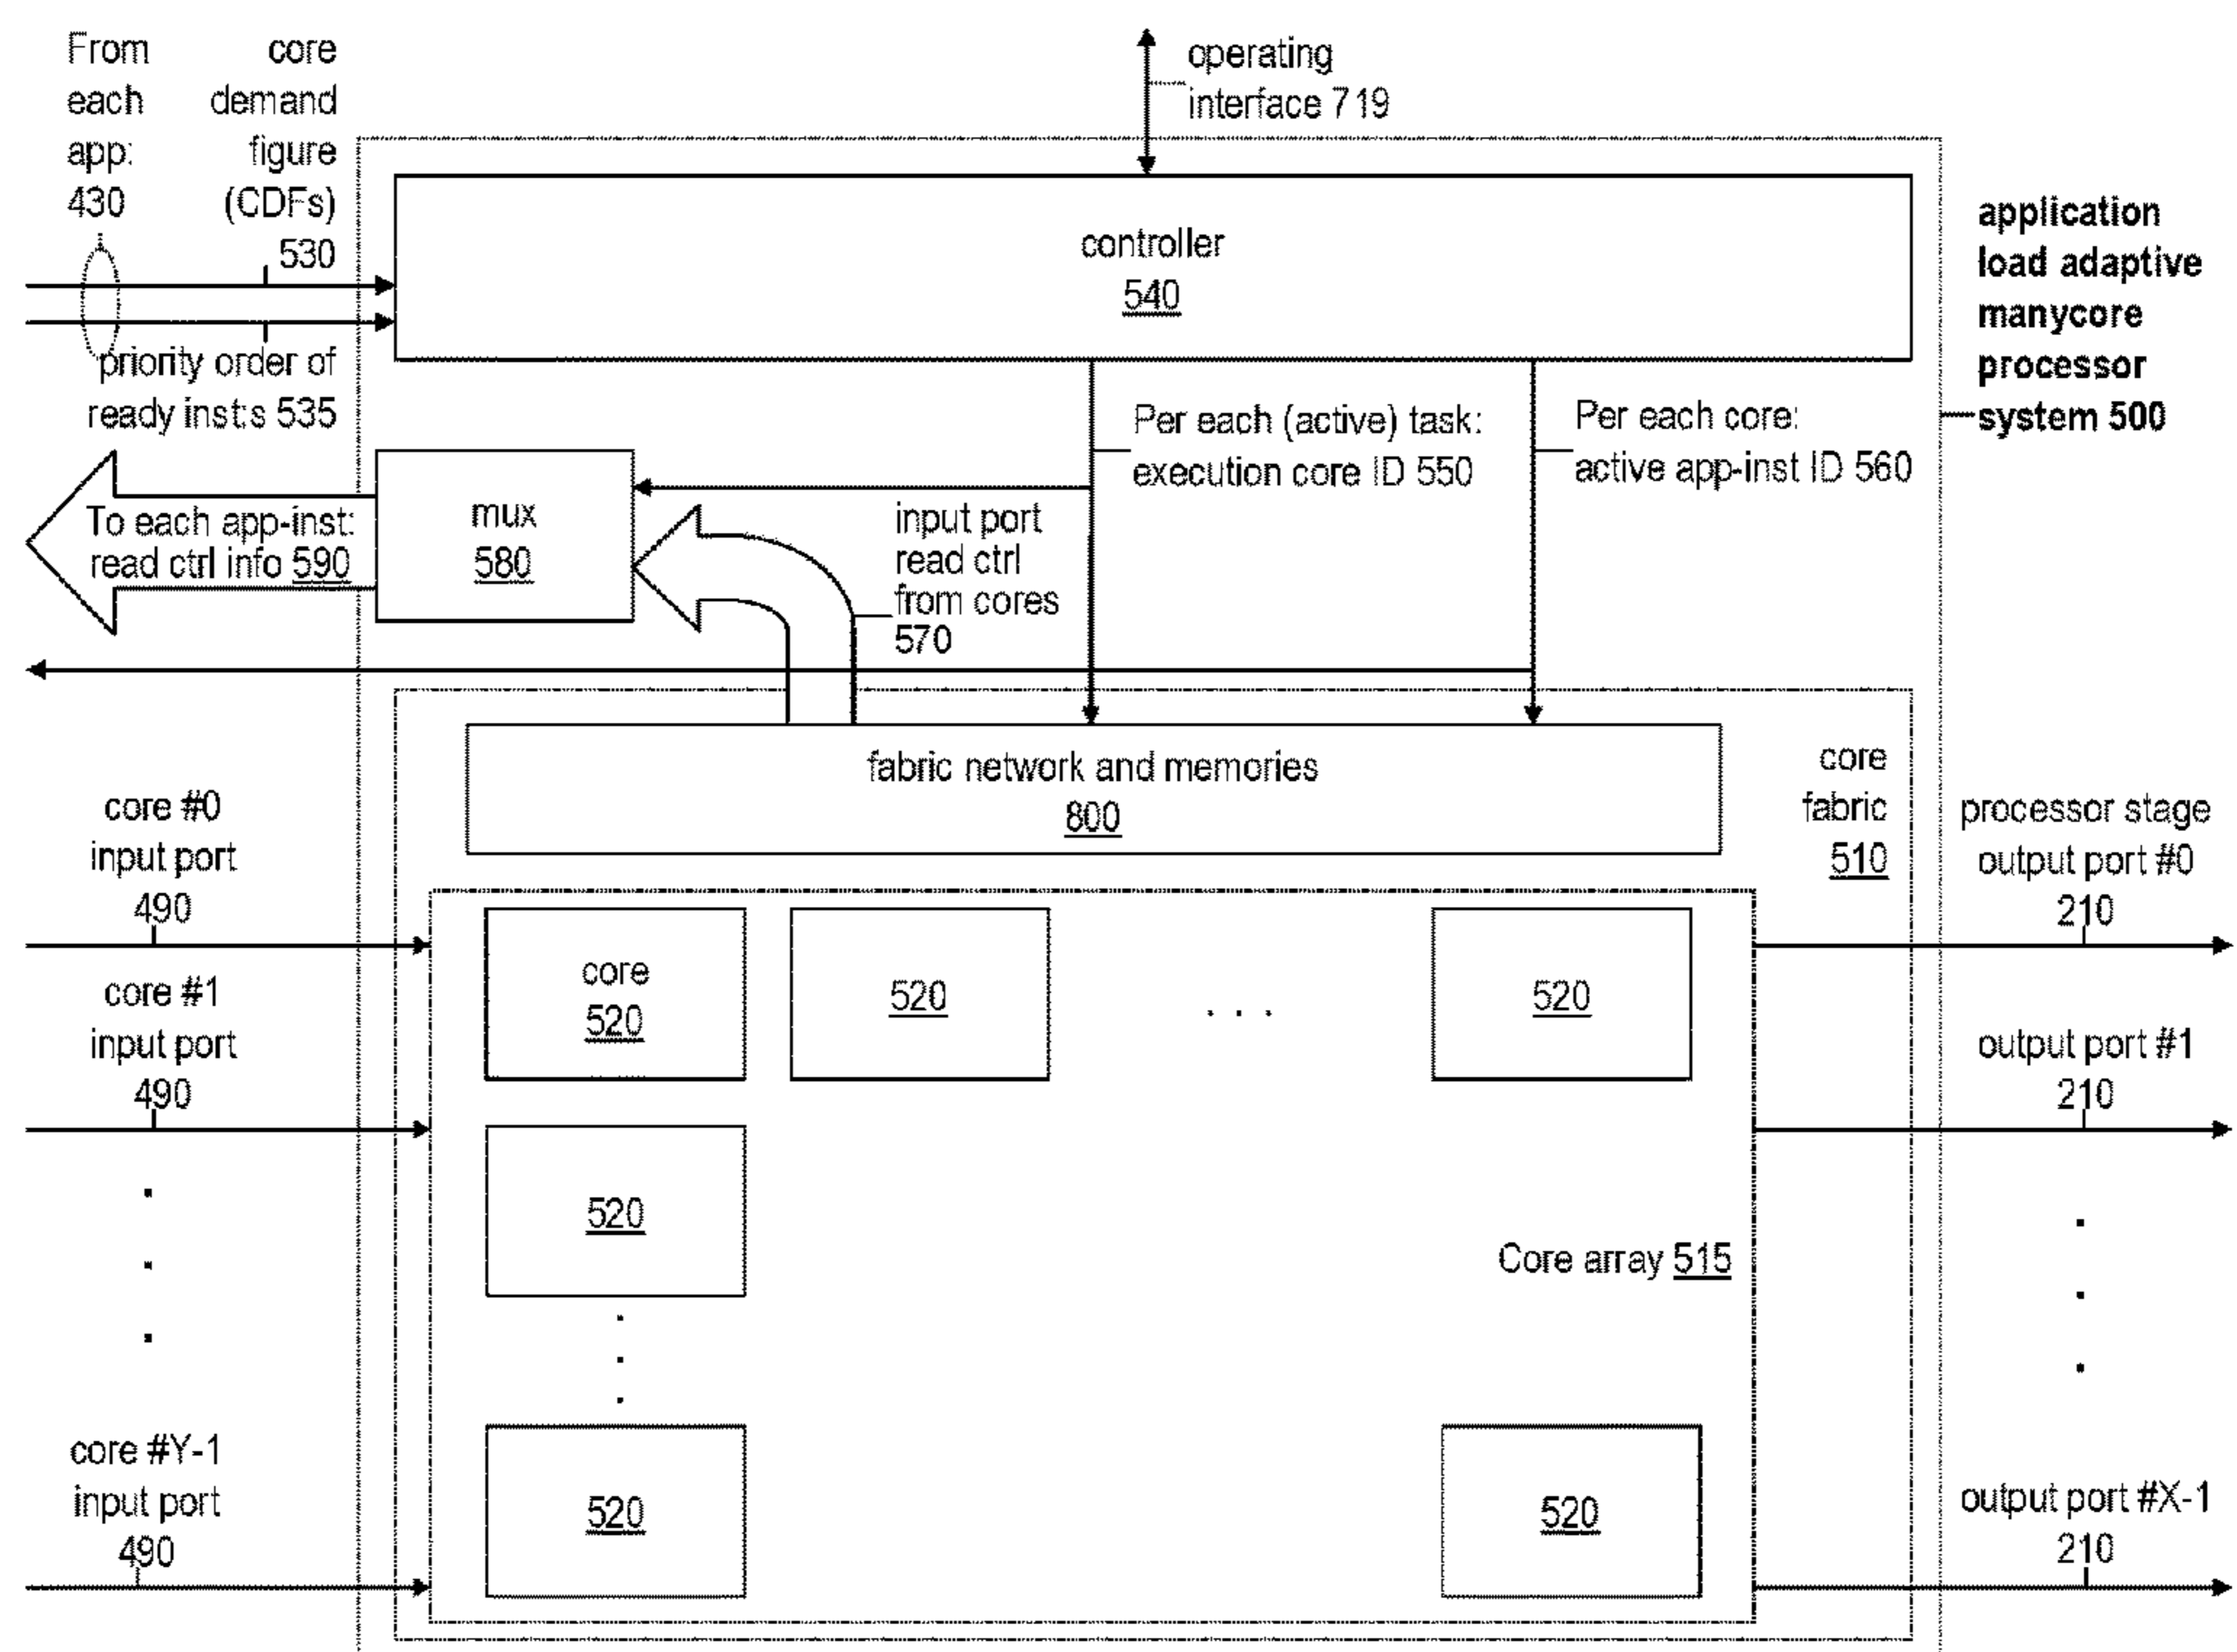 From core
each demand
app: figure
430 (CDFs)
530
priority order of
ready inst:s 535
operating
interface 719
controller
540
application
load adaptive
manycore
processor
system 500
Per each (active) task:
execution core ID 550
Per each core:
active app-inst ID 560
To each app-inst:
read ctrl info 590
mux
580
input port
read ctrl
from cores
570
fabric network and memories
800
core
fabric
510
core #0
input port
490
core #1
input port
490
.
.
.
core #Y-1
input port
490
core
520
520
. . .
520
520
.
.
.
520
520
Core array 515
processor stage
output port #0
210
output port #1
210
.
.
.
output port #X-1
210